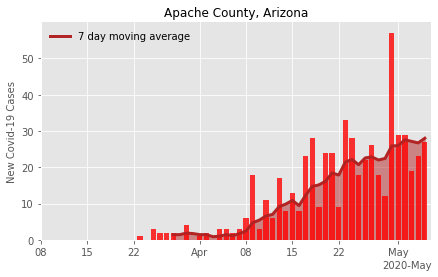 Apache County, Arizona
7 day moving average
New Covid-19 Cases
50
40
30
20
10
0
08 15 22 Apr 08 15 22 May
2020-May